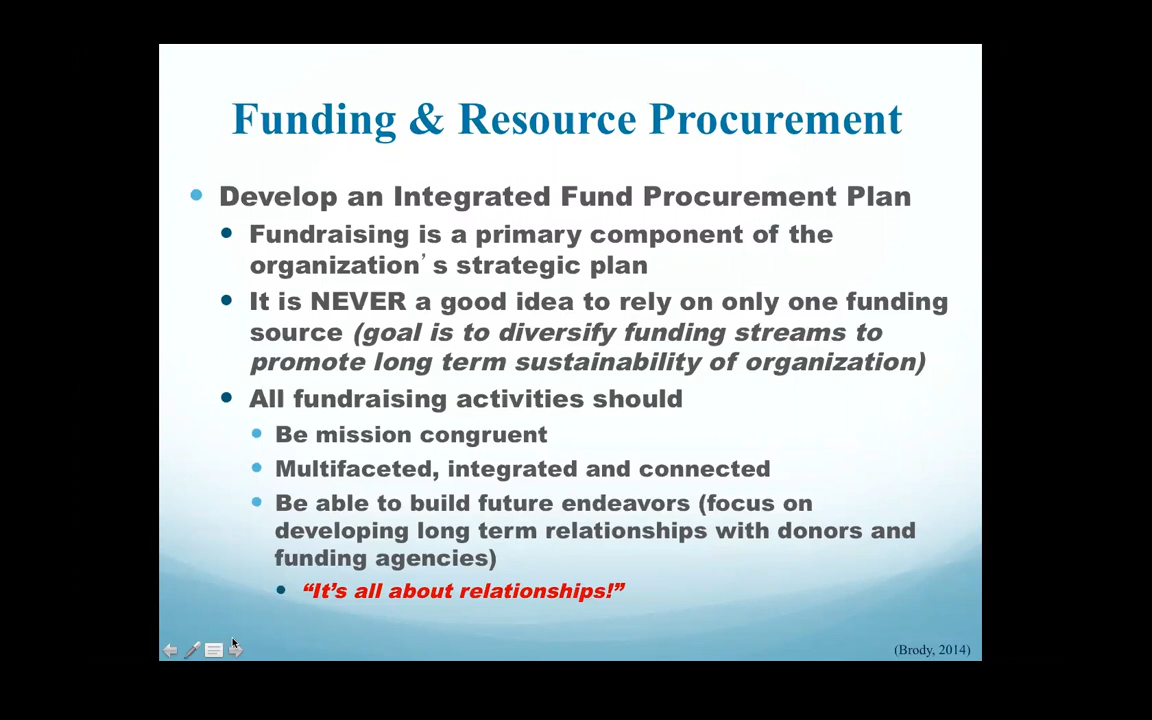 Funding & Resource Procurement
Develop an Integrated Fund Procurement Plan
Fundraising is a primary component of the
organization’s strategic plan
It is NEVER a good idea to rely on only one funding
source (goal is to diversify funding streams to
promote long term sustainability of organization)
All fundraising activities should
Be mission congruent
Multifaceted, integrated and connected
Be able to build future endeavors (focus on
developing long term relationships with donors and
funding agencies)
“It’s all about relationships!”
(Brody, 2014)